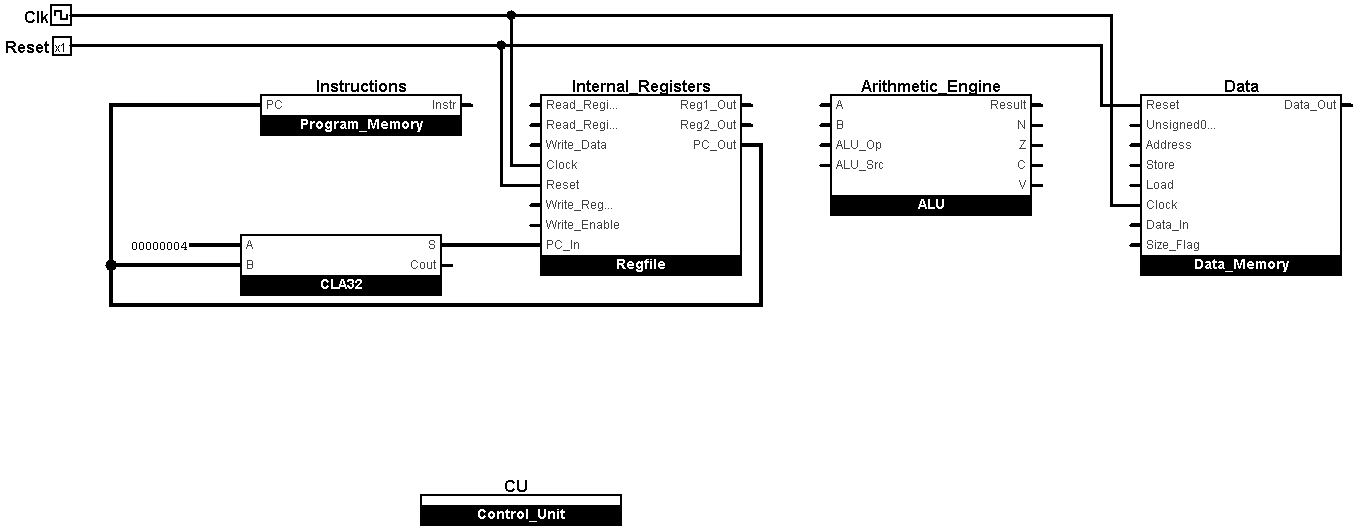 Clk
Reset x1
Instructions
PC Instr
Program_Memory
Internal_Registers
Read_Regi... Reg1_Out
Read_Regi... Reg2_Out
Write_Data PC_Out
Clock
Reset
Write_Reg...
Write_Enable
PC_In
Regfile
Arithmetic_Engine
A Result
B N
ALU_Op Z
ALU_Src C
V
ALU
Data
Reset Data_Out
Unsigned0...
Address
Store
Load
Clock
Data_In
Size_Flag
Data_Memory
00000004 A S
B Cout
CLA32
CU
Control_Unit